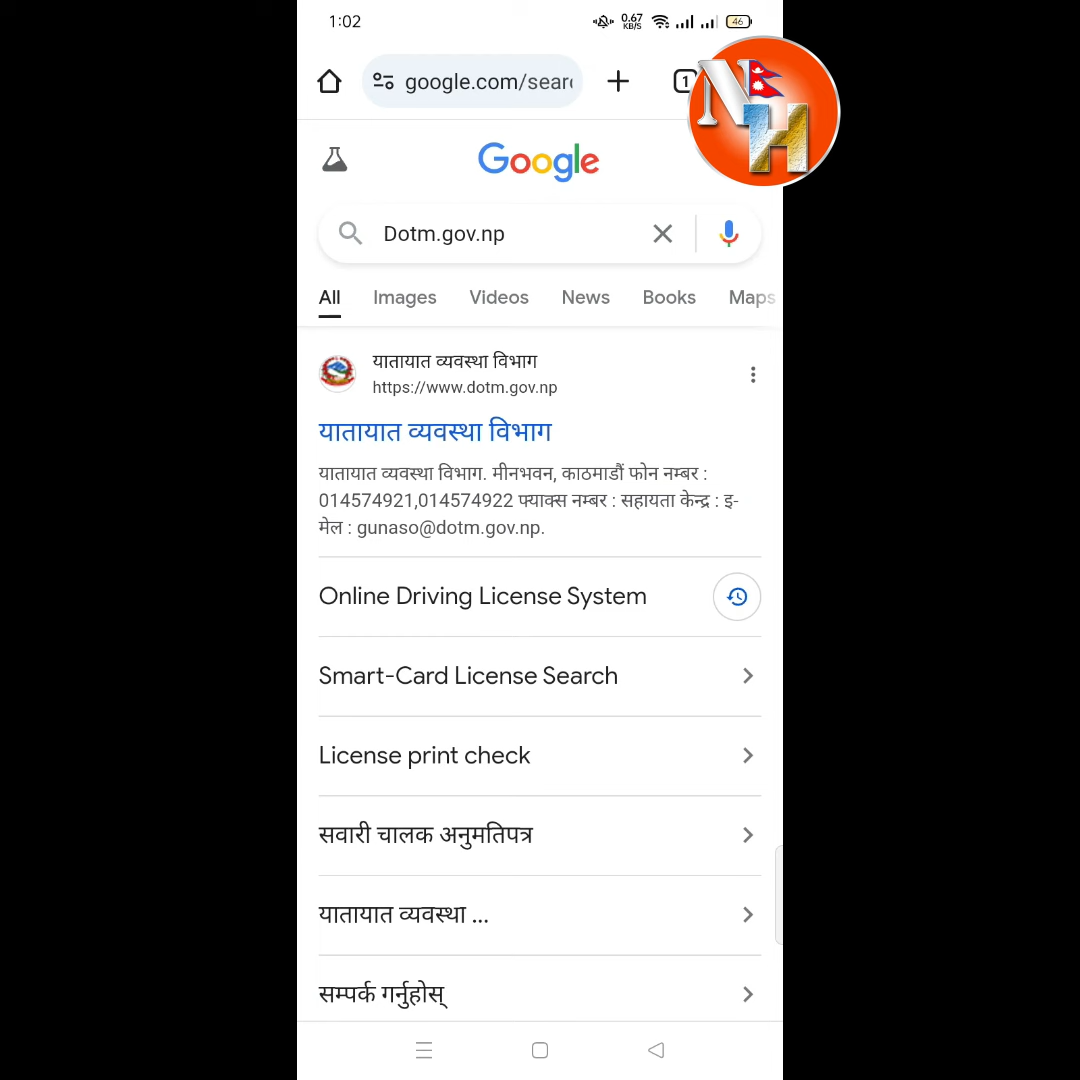 1:02
0.67
KB/S
46
google.com/sear
1
NH
Google
Dotm.gov.np
All Images Videos News Books Maps
यातायात व्यवस्था विभाग
https://www.dotm.gov.np
यातायात व्यवस्था विभाग
यातायात व्यवस्था विभाग. मीनभवन, काठमाडौं फोन नम्बर :
014574921,014574922 फ्याक्स नम्बर : सहायता केन्द्र : इ-
मेल : gunaso@dotm.gov.np.
Online Driving License System
Smart-Card License Search
License print check
सवारी चालक अनुमतिपत्र
यातायात व्यवस्था ...
सम्पर्क गर्नुहोस्